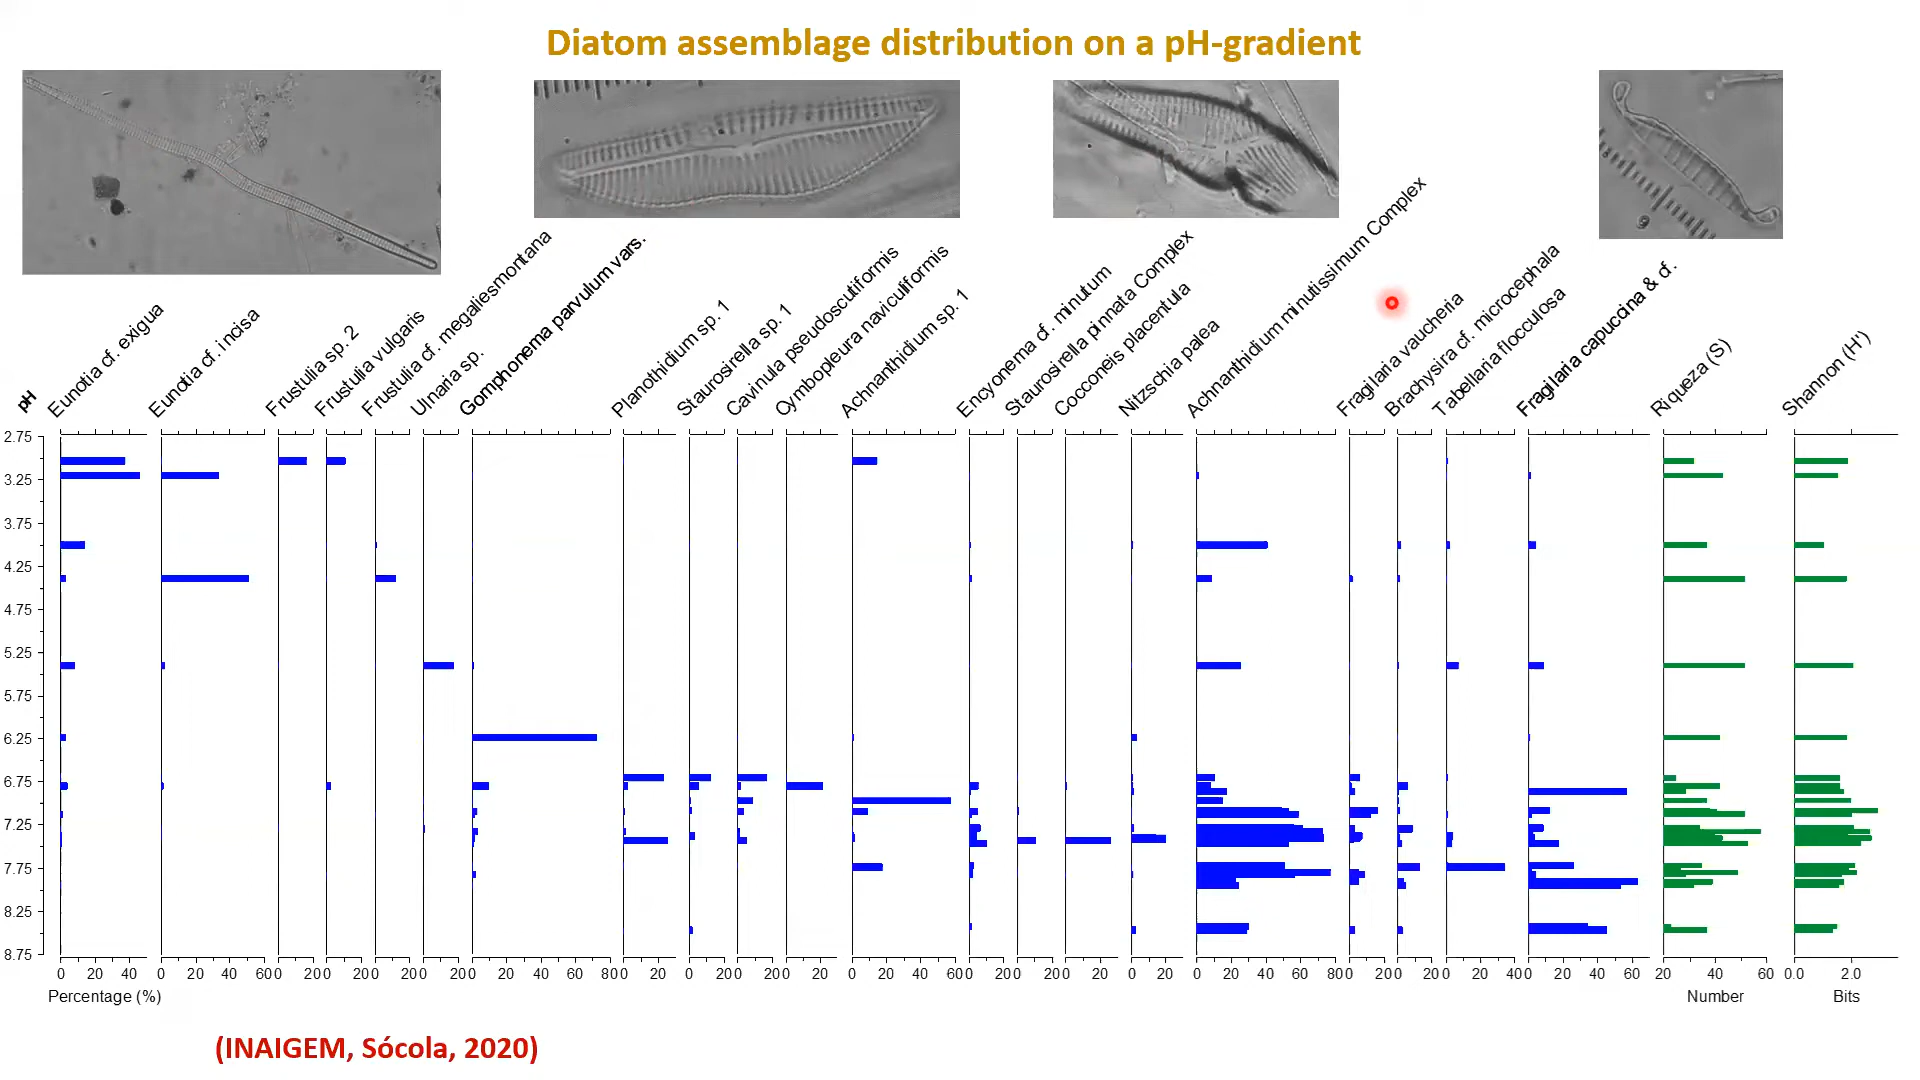 Diatom assemblage distribution on a pH-gradient
pH
Eunotia cf. exigua
Eunotia cf. incisa
Frustulia sp. 2
Frustulia vulgaris
Frustulia cf. megaliesmontana
Ulnaria sp.
Gomphonema parvulum vars.
Planothidium sp. 1
Staurosirella sp. 1
Cavinula pseudoscutiformis
Cymbopleura naviculiformis
Achnanthidium sp. 1
Encyonema cf. minutum
Staurosirella pinnata Complex
Cocconeis placentula
Nitzschia palea
Achnanthidium minutissimum Complex
Fragilaria vaucheria
Brachysira cf. microcephala
Tabellaria flocculosa
Fragilaria capuccina & cf.
Riqueza (S)
Shannon (H')
2.75
3.25
3.75
4.25
4.75
5.25
5.75
6.25
6.75
7.25
7.75
8.25
8.75
0 20 40 0 20 40 60 0 20 0 20 0 20 0 20 0 20 40 60 80 0 20 0 20 0 20 0 20 0 20 40 60 0 20 0 20 0 20 0 20 0 20 40 60 80 0 20 0 20 0 20 40 0 20 40 60 20 40 60 0.0 2.0
Percentage (%) Number Bits
(INAIGEM, Sócola, 2020)